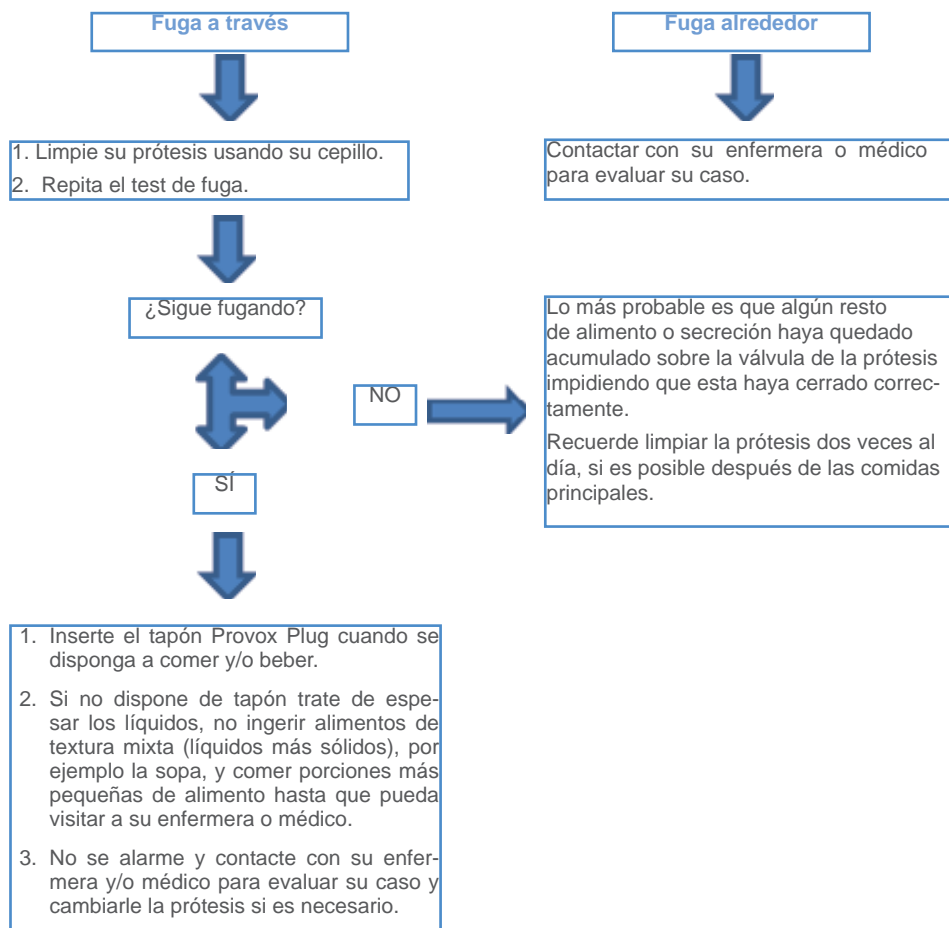 Fuga a través
Fuga alrededor
1. Limpie su prótesis usando su cepillo.
2. Repita el test de fuga.
Contactar con su enfermera o médico
para evaluar su caso.
¿Sigue fugando?
NO
Lo más probable es que algún resto
de alimento o secreción haya quedado
acumulado sobre la válvula de la prótesis
impidiendo que esta haya cerrado correc-
tamente.
Recuerde limpiar la prótesis dos veces al
día, si es posible después de las comidas
principales.
SÍ
1. Inserte el tapón Provox Plug cuando se
disponga a comer y/o beber.
2. Si no dispone de tapón trate de espe-
sar los líquidos, no ingerir alimentos de
textura mixta (líquidos más sólidos), por
ejemplo la sopa, y comer porciones más
pequeñas de alimento hasta que pueda
visitar a su enfermera o médico.
3. No se alarme y contacte con su enfer-
mera y/o médico para evaluar su caso y
cambiarle la prótesis si es necesario.